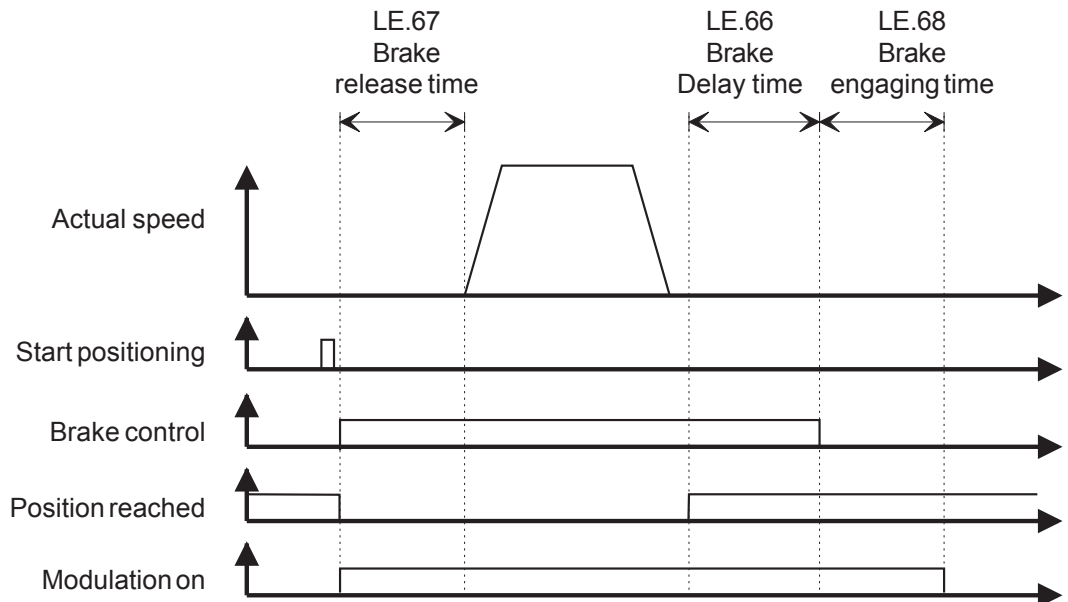 LE.67
Brake
release time
LE.66
Brake
Delay time
LE.68
Brake
engaging time
Actual speed
Start positioning
Brake control
Position reached
Modulation on